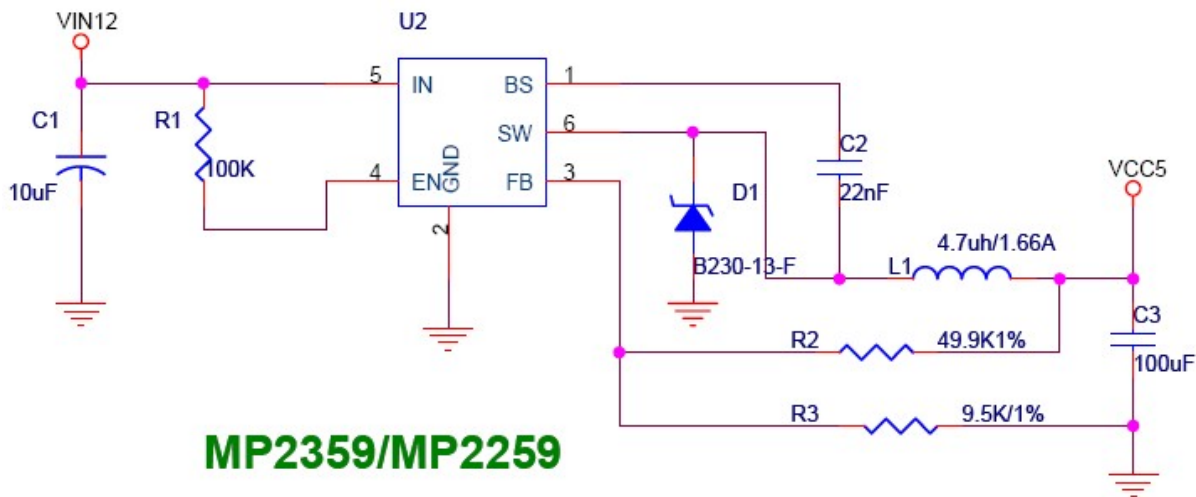 VIN12
U2
5
IN
BS
1
C1
R1
SW
6
C2
100K
10uF
4
EN
GND
FB
3
D1
22nF
VCC5
2
B230-13-F
L1
4.7uh/1.66A
C3
R2
49.9K1%
100uF
R3
9.5K/1%
MP2359/MP2259